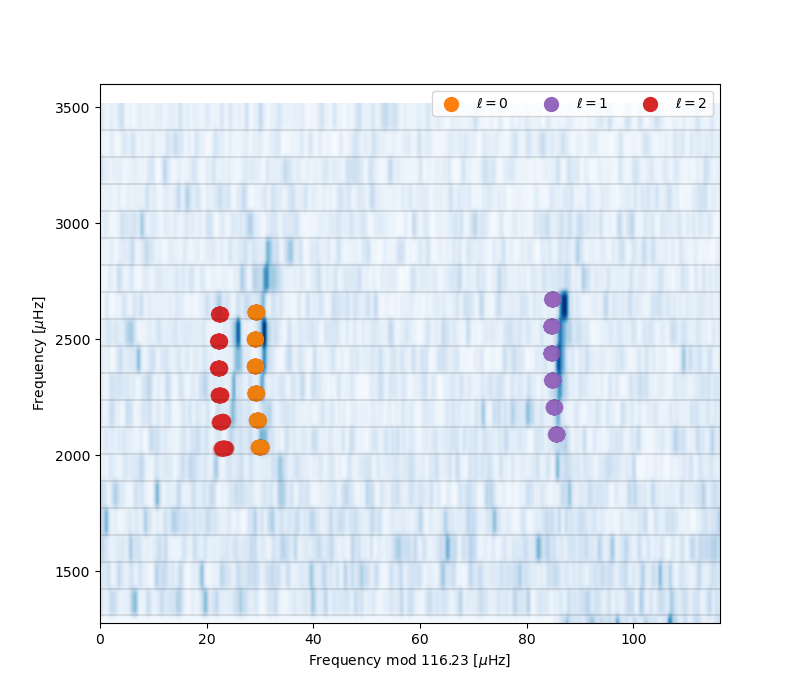 ℓ = 0 ℓ = 1 ℓ = 2
3500
3000
2500
2000
1500
Frequency [μHz]
0 20 40 60 80 100
Frequency mod 116.23 [μHz]